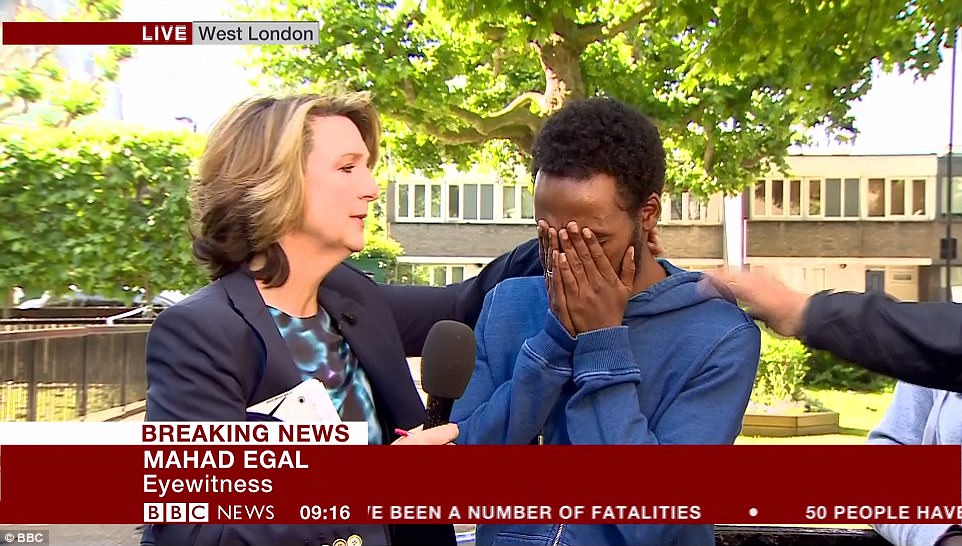 LIVE West London
BREAKING NEWS
MAHAD EGAL
Eyewitness
BBC NEWS 09:16 'VE BEEN A NUMBER OF FATALITIES • 50 PEOPLE HAVE
© BBC